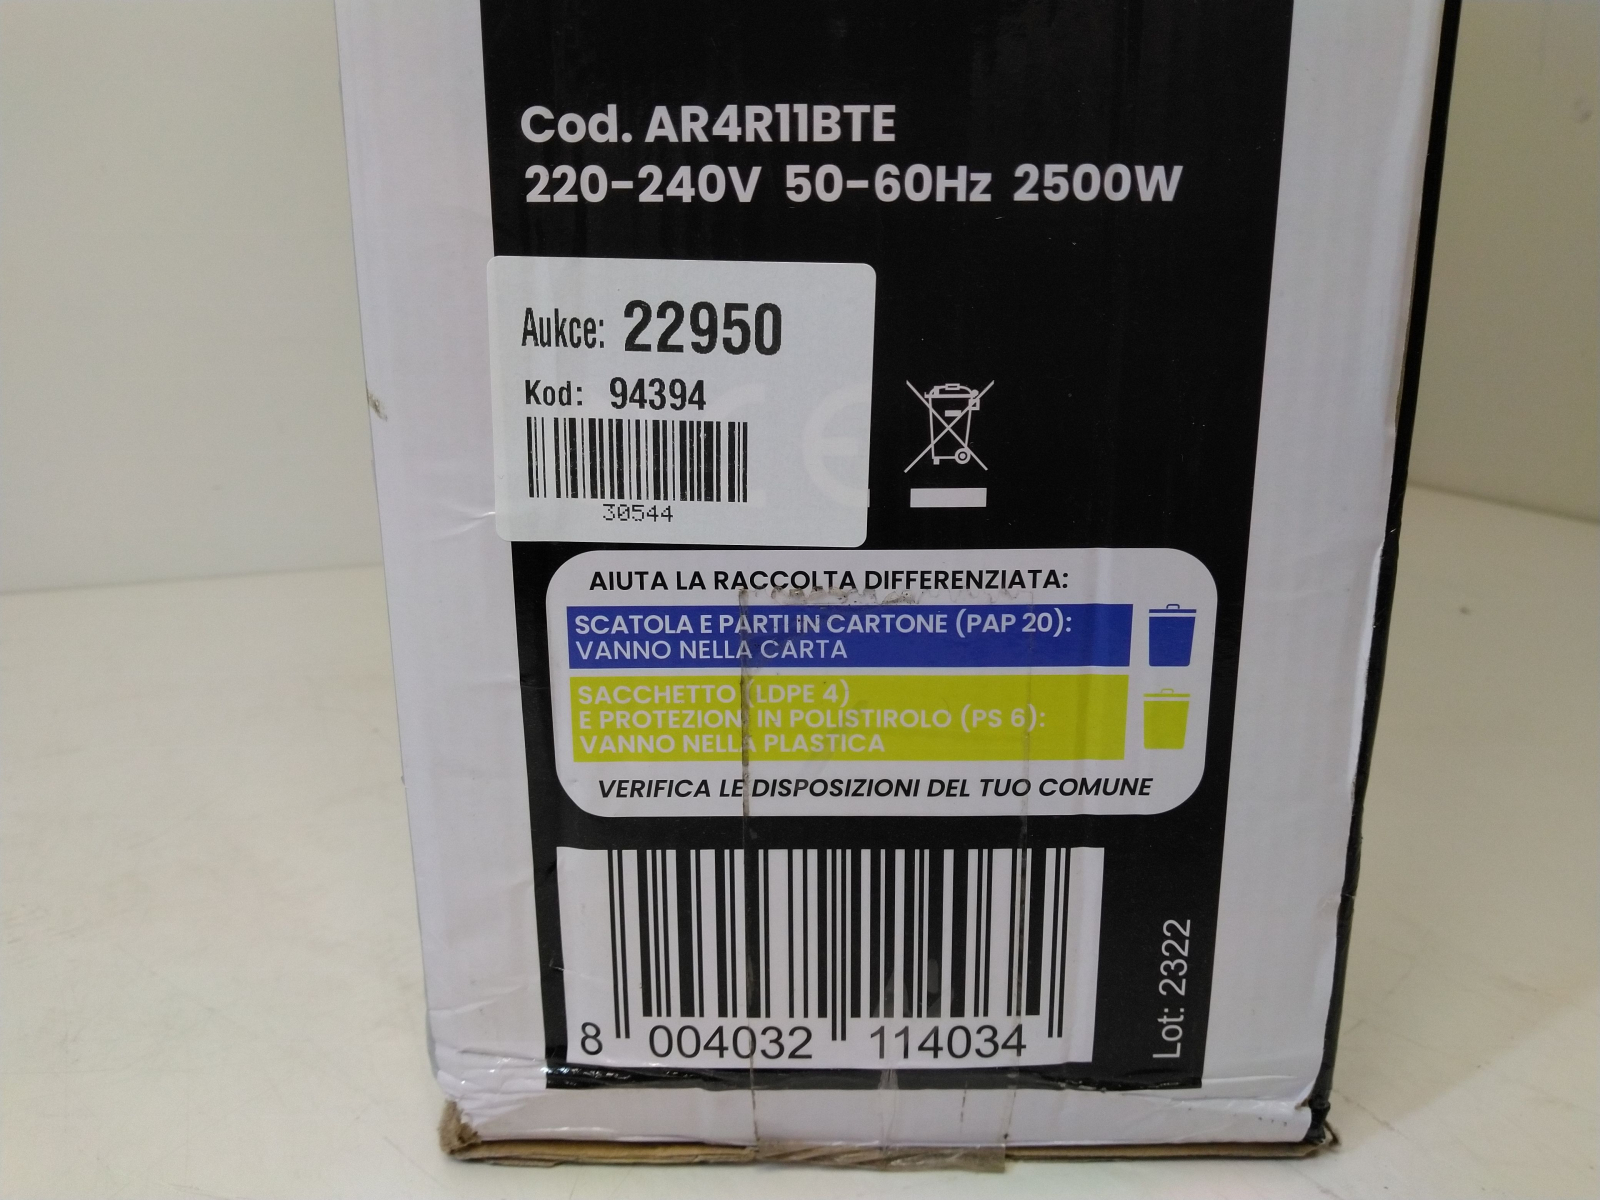 Cod. AR4R11BTE
220-240V 50-60Hz 2500W
Aukce: 22950
Kod: 94394
30544
AIUTA LA RACCOLTA DIFFERENZIATA:
SCATOLA E PARTI IN CARTONE (PAP 20):
VANNO NELLA CARTA
SACCHETTO (LDPE 4)
E PROTEZIONI IN POLISTIROLO (PS 6):
VANNO NELLA PLASTICA
VERIFICA LE DISPOSIZIONI DEL TUO COMUNE
8 004032 114034
Lot: 2322